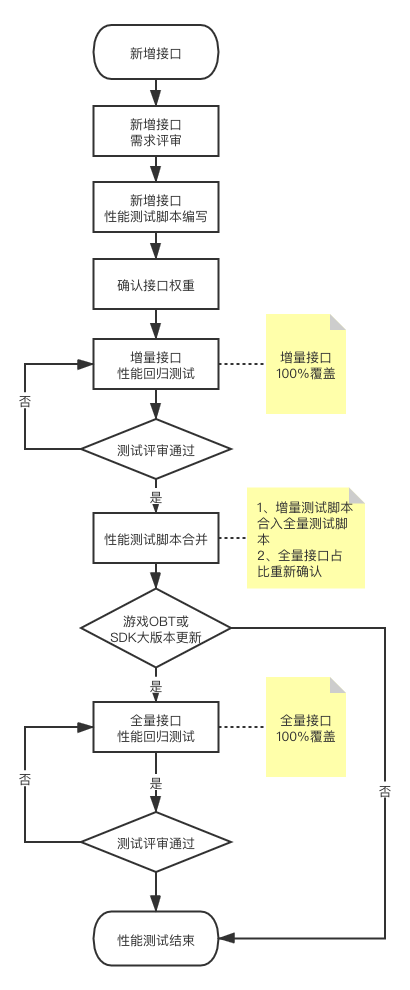 新增接口
新增接口
需求评审
新增接口
性能测试脚本编写
确认接口权重
增量接口
性能回归测试
增量接口
100%覆盖
否
测试评审通过
是
1、增量测试脚本
合入全量测试脚
本
2、全量接口占
比重新确认
性能测试脚本合并
游戏OBT或
SDK大版本更新
是
全量接口
性能回归测试
全量接口
100%覆盖
否
是
否
测试评审通过
性能测试结束